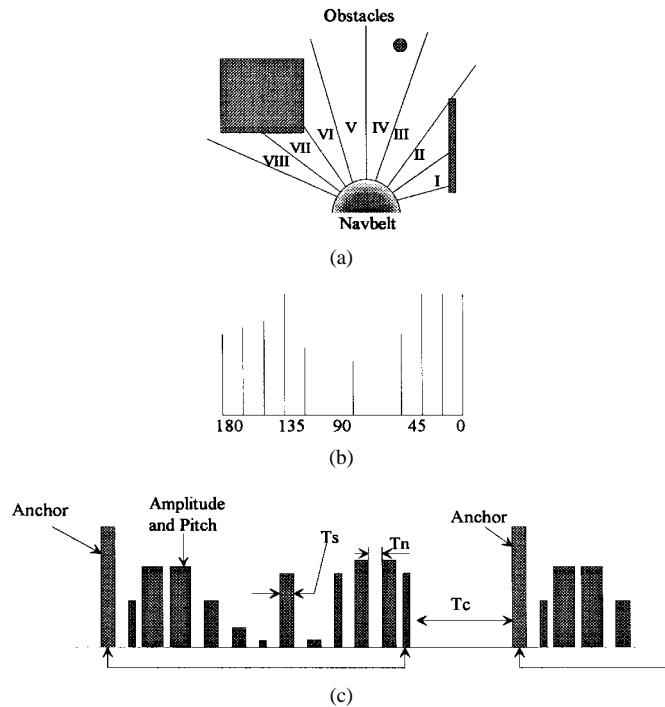 Obstacles
V
IV
VI
III
VII
II
VIII
I
Navbelt
(a)
180 135 90 45 0
(b)
Anchor
Amplitude
and Pitch
Ts
Tn
Anchor
Tc
(c)